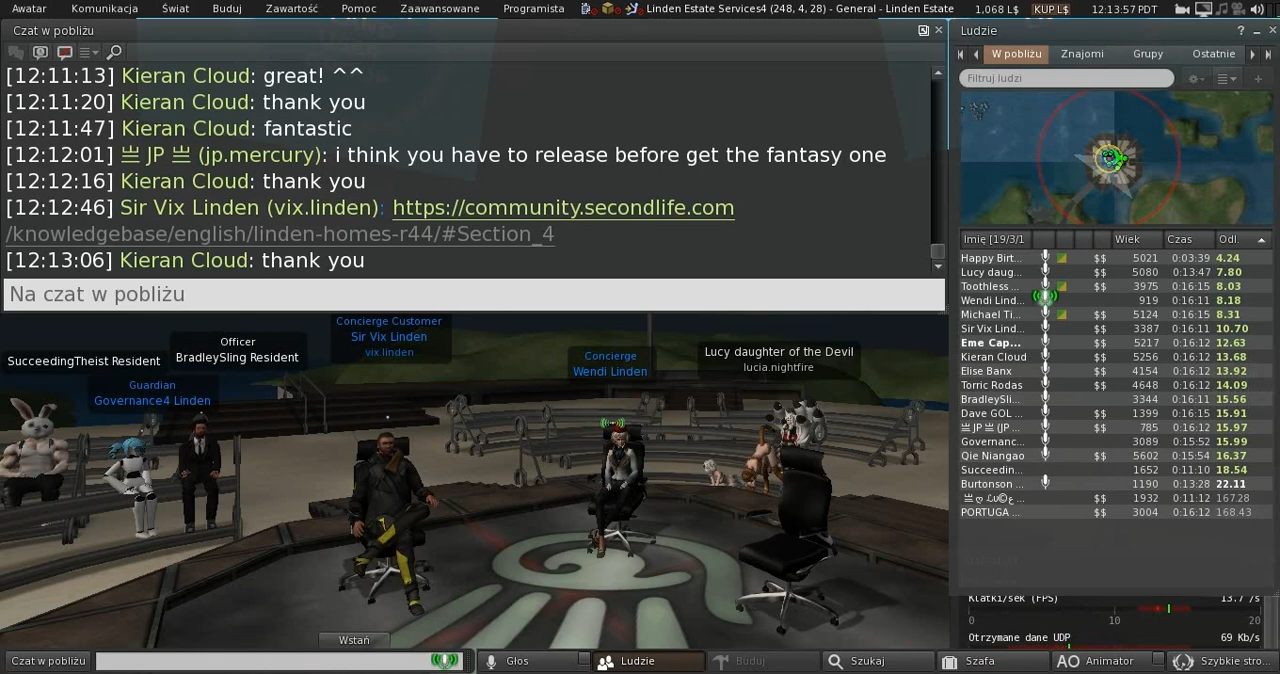 Awatar Komunikacja Świat Buduj Zawartość Pomoc Zaawansowane Programista Linden Estate Services4 (248, 4, 28) - General - Linden Estate 1,068 L$ KUP L$ 12:13:57 PDT
Czat w pobliżu
[12:11:13] Kieran Cloud: great! ^^
[12:11:20] Kieran Cloud: thank you
[12:11:47] Kieran Cloud: fantastic
[12:12:01] 亗 JP 亗 (jp.mercury): i think you have to release before get the fantasy one
[12:12:16] Kieran Cloud: thank you
[12:12:46] Sir Vix Linden (vix.linden): https://community.secondlife.com
/knowledgebase/english/linden-homes-r44/#Section_4
[12:13:06] Kieran Cloud: thank you
Na czat w pobliżu
Concierge Customer
Sir Vix Linden
vix.linden
Officer
BradleySling Resident
SucceedingTheist Resident
Guardian
Governance4 Linden
Concierge
Wendi Linden
Lucy daughter of the Devil
lucia.nightfire
Wstań
Ludzie
? _ ×
W pobliżu Znajomi Grupy Ostatnie
Filtruj ludzi
Imię [19/3/1 Wiek Czas Odl.
Happy Birt... $$ 5021 0:03:39 4.24
Lucy daug... $$ 5080 0:13:47 7.80
Toothless ... $$ 3975 0:16:15 8.03
Wendi Lind... 919 0:16:11 8.18
Michael Ti... $$ 5124 0:16:15 8.31
Sir Vix Lind... 3387 0:16:11 10.70
Eme Cap... $$ 5217 0:16:12 12.63
Kieran Cloud $$ 5256 0:16:12 13.68
Elise Banx $$ 4154 0:16:12 13.92
Torric Rodas $$ 4648 0:16:12 14.09
BradleySli... 3344 0:16:11 15.56
Dave GOL ... $$ 1399 0:16:15 15.91
亗 JP 亗 (JP ... $$ 785 0:16:12 15.97
Governanc... 3089 0:15:52 15.99
Qie Niangao $$ 5602 0:15:54 16.37
Succeedin... 1652 0:11:10 18.54
Burtonson ... 1190 0:13:28 22.11
$$ 1932 0:11:12 167.28
PORTUGA ... $$ 3004 0:16:12 168.43
Klatki/sek (FPS) 13.7 /s
0 10 20
Otrzymane dane UDP 69 Kb/s
Czat w pobliżu Głos Ludzie Buduj Szukaj Szafa AO Animator Szybkie stro...